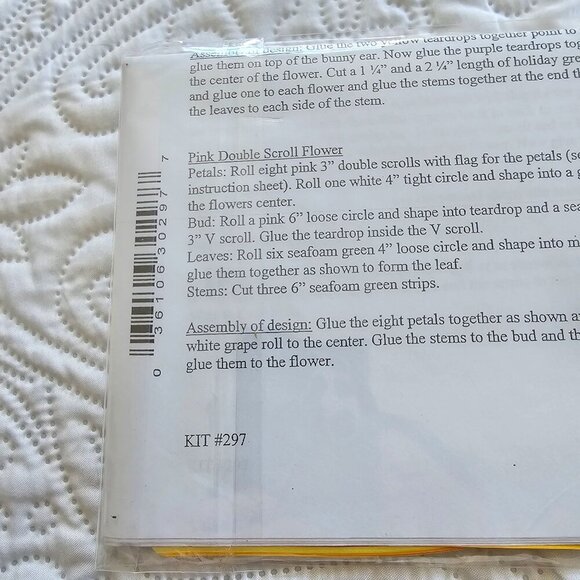 Assembly of design: Glue the two yellow teardrops together point to
glue them on top of the bunny ear. Now glue the purple teardrops
the center of the flower. Cut a 1 ¼” and a 2 ¼” length of holiday
and glue one to each flower and glue the stems together at the end
the leaves to each side of the stem.
Pink Double Scroll Flower
Petals: Roll eight pink 3” double scrolls with flag for the petals
instruction sheet). Roll one white 4” tight circle and shape into a
the flowers center.
Bud: Roll a pink 6” loose circle and shape into teardrop and a
3” V scroll. Glue the teardrop inside the V scroll.
Leaves: Roll six seafoam green 4” loose circle and shape into
glue them together as shown to form the leaf.
Stems: Cut three 6” seafoam green strips.
Assembly of design: Glue the eight petals together as shown
white grape roll to the center. Glue the stems to the bud and
glue them to the flower.
KIT #297
0 36106 30297 7